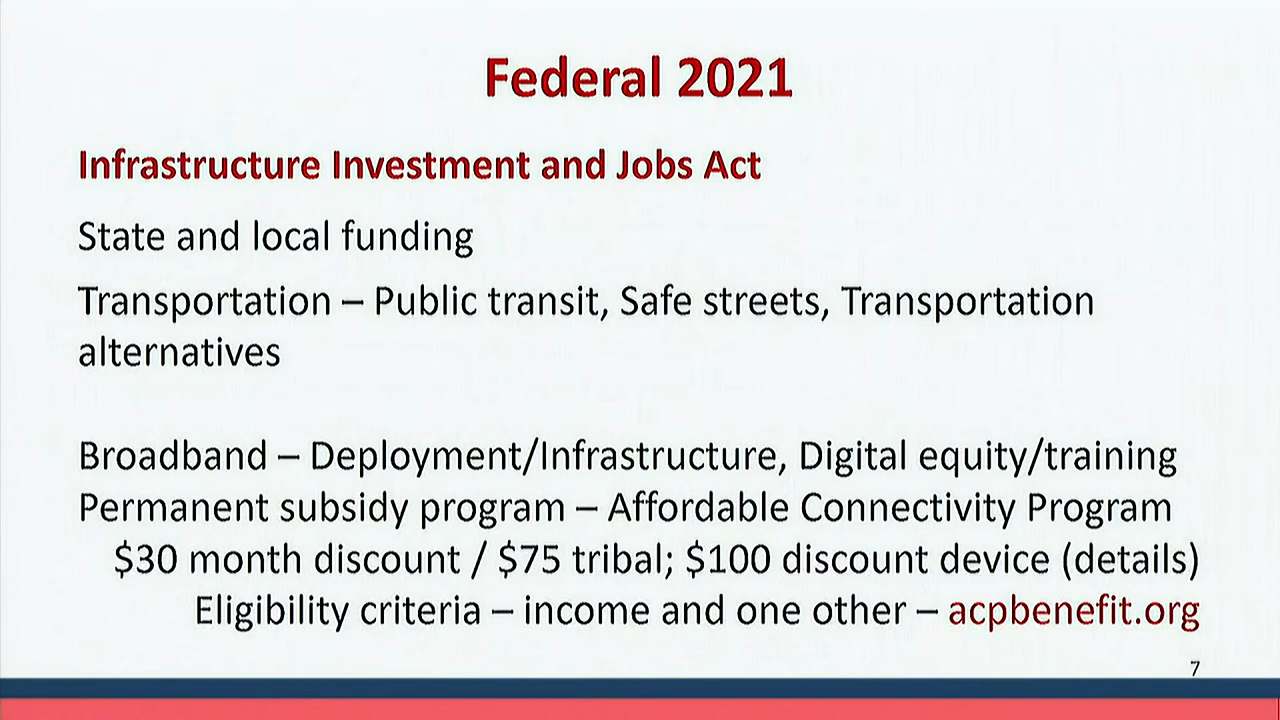 Federal 2021
Infrastructure Investment and Jobs Act
State and local funding
Transportation – Public transit, Safe streets, Transportation
alternatives
Broadband – Deployment/Infrastructure, Digital equity/training
Permanent subsidy program – Affordable Connectivity Program
$30 month discount / $75 tribal; $100 discount device (details)
Eligibility criteria – income and one other – acpbenefit.org
7